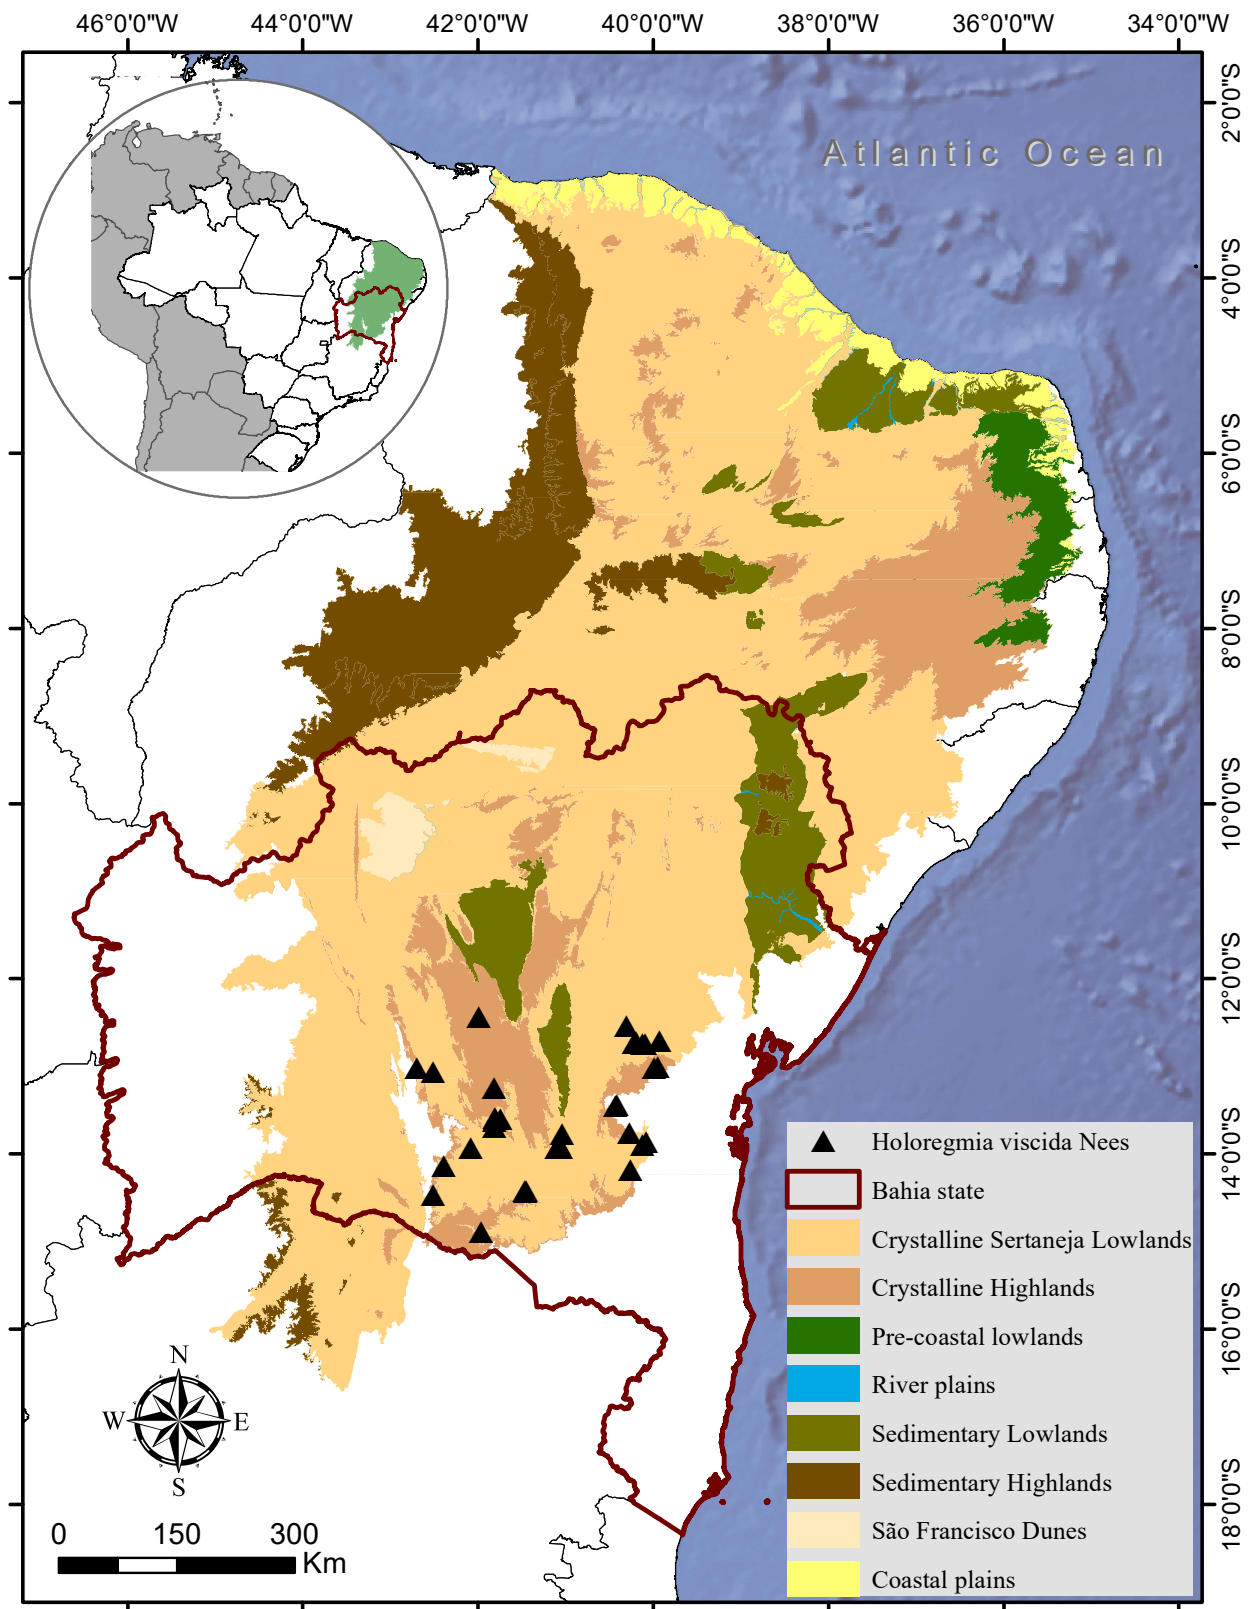 46°0'0"W 44°0'0"W 42°0'0"W 40°0'0"W 38°0'0"W 36°0'0"W 34°0'0"W
Atlantic Ocean
2°0'0"S
4°0'0"S
6°0'0"S
8°0'0"S
10°0'0"S
12°0'0"S
14°0'0"S
16°0'0"S
18°0'0"S
Holoregmia viscida Nees
Bahia state
Crystalline Sertaneja Lowlands
Crystalline Highlands
Pre-coastal lowlands
River plains
Sedimentary Lowlands
Sedimentary Highlands
São Francisco Dunes
Coastal plains
N
W E
S
0 150 300
Km